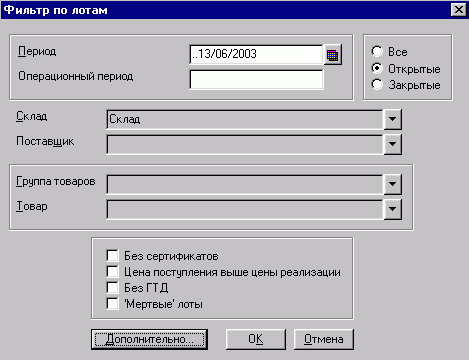 Фильтр по лотам
Период
..13/06/2003
Операционный период
Все
Открытые
Закрытые
Склад
Склад
Поставщик
Группа товаров
Товар
Без сертификатов
Цена поступления выше цены реализации
Без ГТД
'Мертвые' лоты
Дополнительно...
OK
Отмена